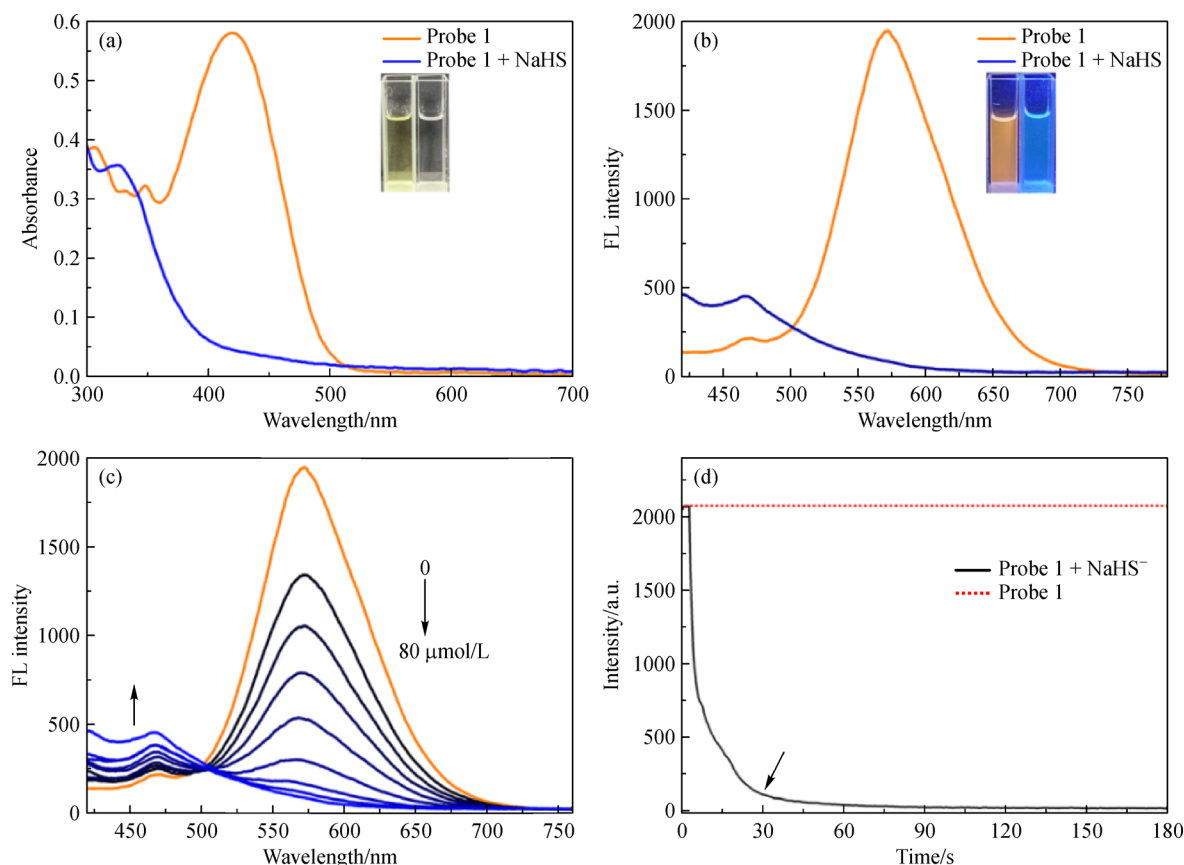 (a)
Probe 1
Probe 1 + NaHS
Absorbance
0.6
0.5
0.4
0.3
0.2
0.1
0.0
300
400
500
600
700
Wavelength/nm
(b)
Probe 1
Probe 1 + NaHS
FL intensity
2000
1500
1000
500
0
450
500
550
600
650
700
750
Wavelength/nm
(c)
0
80 μmol/L
FL intensity
2000
1500
1000
500
0
450
500
550
600
650
700
750
Wavelength/nm
(d)
Probe 1 + NaHS⁻
Probe 1
Intensity/a.u.
2000
1500
1000
500
0
0
30
60
90
120
150
180
Time/s